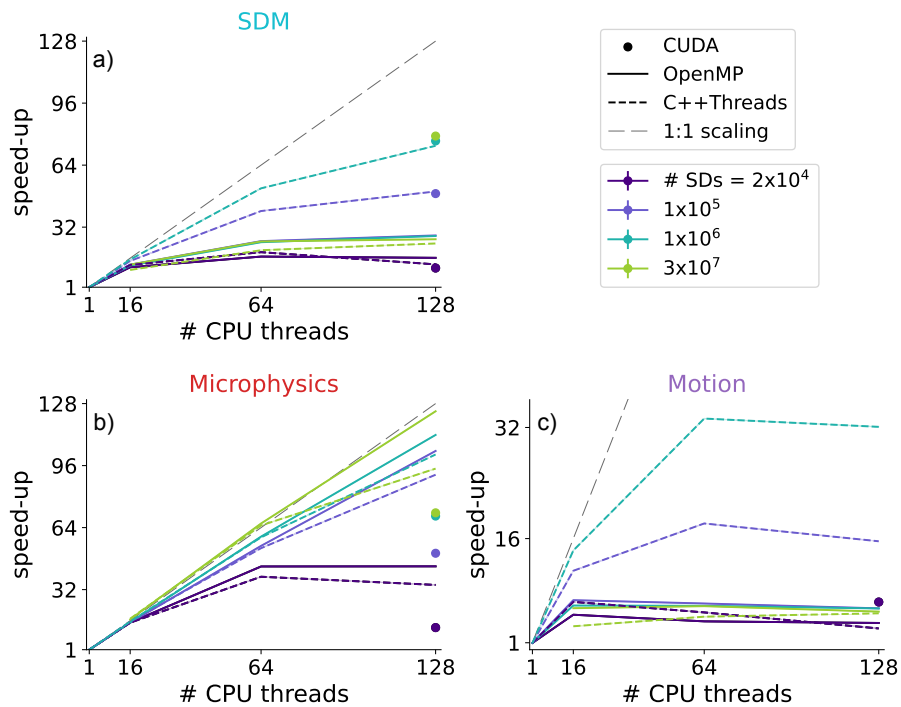 SDM
a)
128
96
64
32
1
speed-up
1 16 64 128
# CPU threads
CUDA
OpenMP
C++Threads
1:1 scaling
# SDs = 2x10⁴
1x10⁵
1x10⁶
3x10⁷
Microphysics
b)
128
96
64
32
1
speed-up
1 16 64 128
# CPU threads
Motion
c)
32
16
1
speed-up
1 16 64 128
# CPU threads